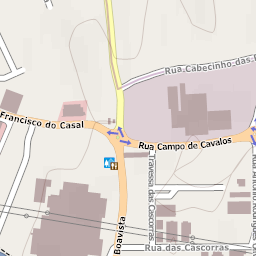 Rua Cabecinho das
Francisco do Casal
Rua Campo de Cavalos
Travessa das Cascorras
Boavista
Rua das Cascorras